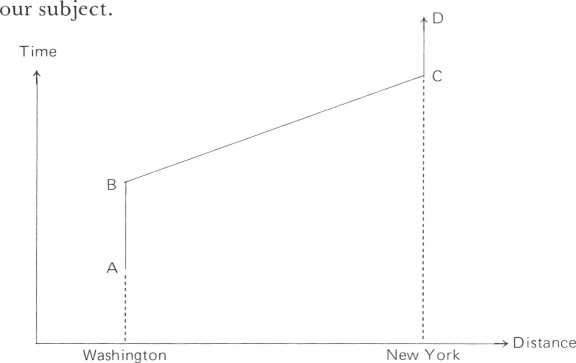 our subject.
D
Time
C
B
A
Distance
Washington New York